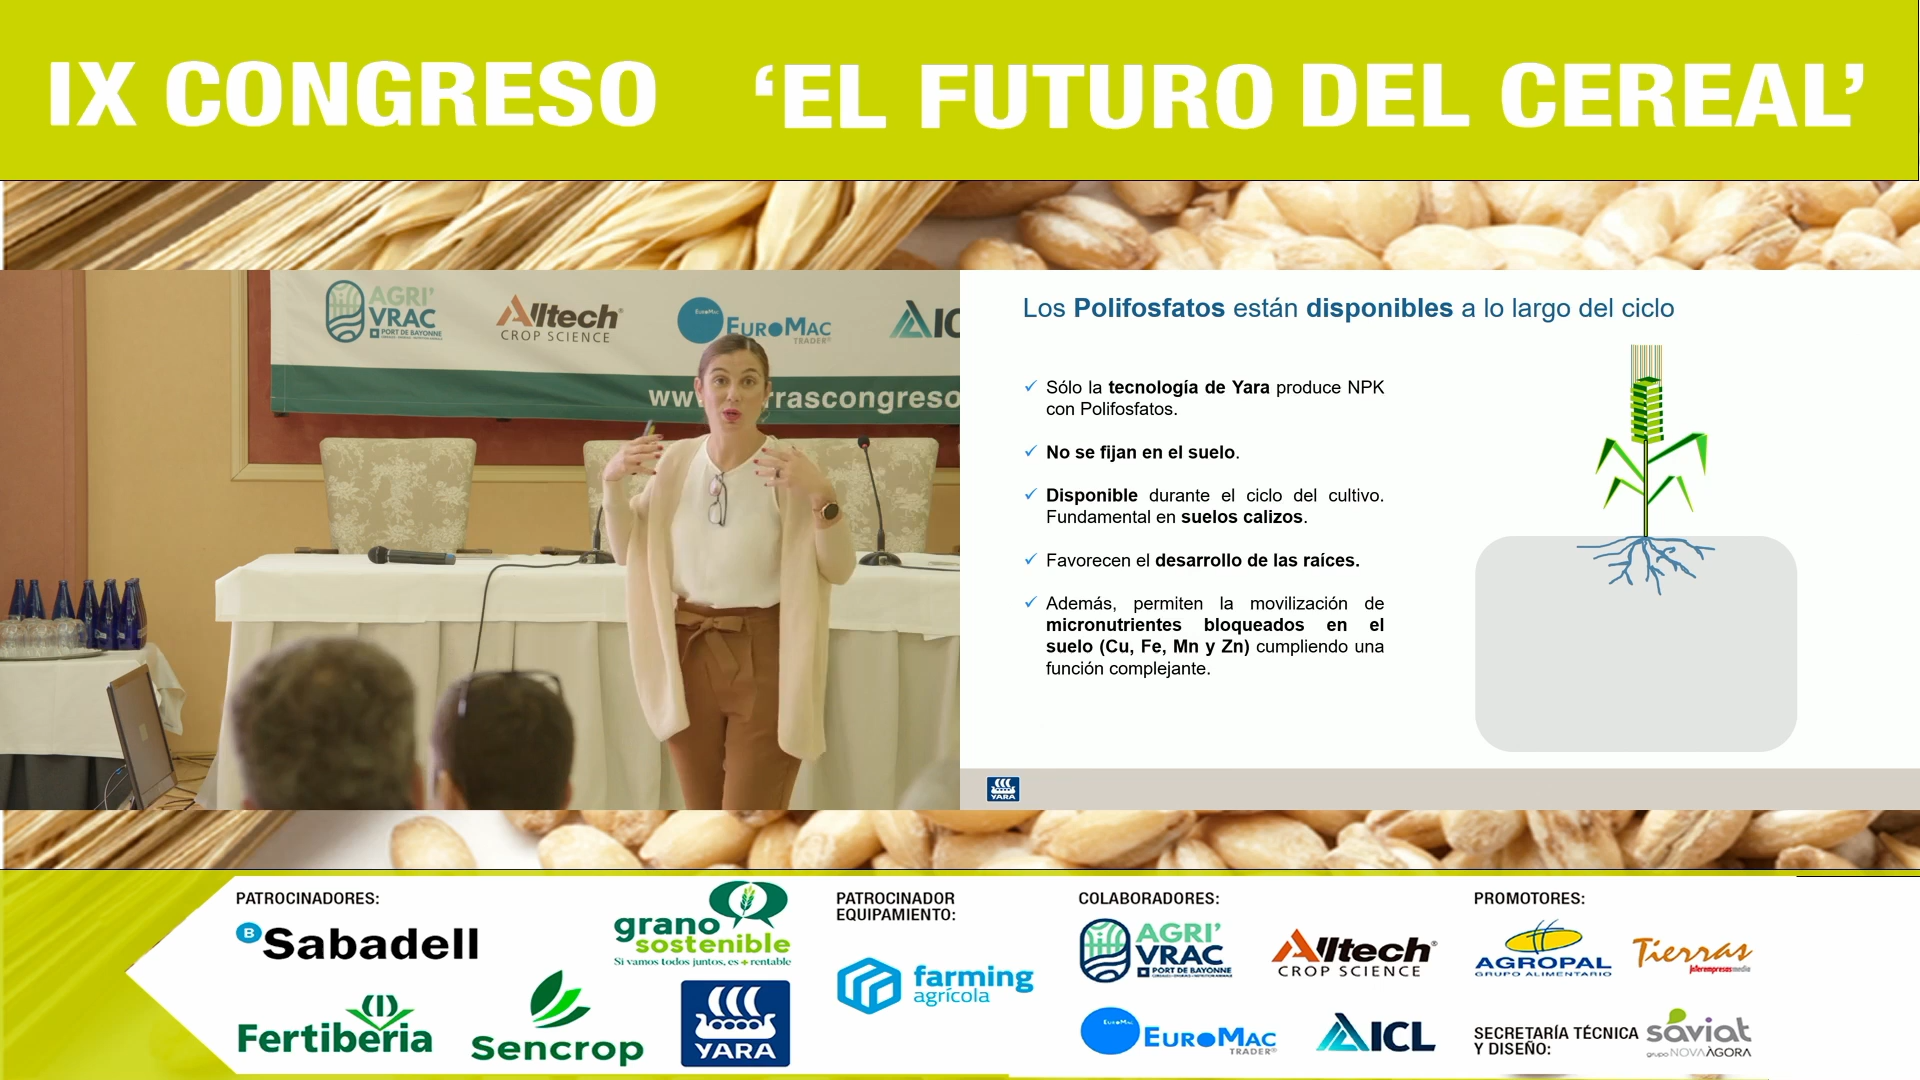 IX CONGRESO ‘EL FUTURO DEL CEREAL’
AGRI’
VRAC
PORT DE BAYONNE
Alltech®
CROP SCIENCE
EuroMac
EUROMAC
TRADER®
Los Polifosfatos están disponibles a lo largo del ciclo
✓ Sólo la tecnología de Yara produce NPK
con Polifosfatos.
✓ No se fijan en el suelo.
✓ Disponible durante el ciclo del cultivo.
Fundamental en suelos calizos.
✓ Favorecen el desarrollo de las raíces.
✓ Además, permiten la movilización de
micronutrientes bloqueados en el
suelo (Cu, Fe, Mn y Zn) cumpliendo una
función complejante.
YARA
PATROCINADORES:
B Sabadell
grano
sostenible
Si vamos todos juntos, es + rentable
Fertiberia
Sencrop
YARA
PATROCINADOR
EQUIPAMIENTO:
farming
agrícola
COLABORADORES:
AGRI’
VRAC
PORT DE BAYONNE
Alltech®
CROP SCIENCE
EuroMac
EUROMAC
TRADER®
ICL
PROMOTORES:
AGROPAL
GRUPO ALIMENTARIO
Tierras
Interempresasmedia
SECRETARÍA TÉCNICA
Y DISEÑO:
saviat
grupo NOVAÀGORA